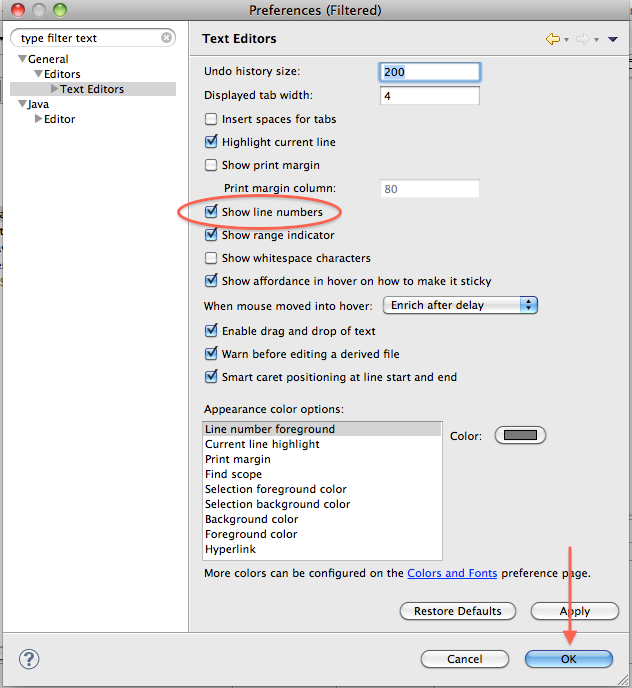 Preferences (Filtered)
type filter text
General
Editors
Text Editors
Java
Editor
Text Editors
Undo history size: 200
Displayed tab width: 4
Insert spaces for tabs
Highlight current line
Show print margin
Print margin column: 80
Show line numbers
Show range indicator
Show whitespace characters
Show affordance in hover on how to make it sticky
When mouse moved into hover: Enrich after delay
Enable drag and drop of text
Warn before editing a derived file
Smart caret positioning at line start and end
Appearance color options:
Line number foreground
Current line highlight
Print margin
Find scope
Selection foreground color
Selection background color
Background color
Foreground color
Hyperlink
Color:
More colors can be configured on the Colors and Fonts preference page.
Restore Defaults Apply
? Cancel OK